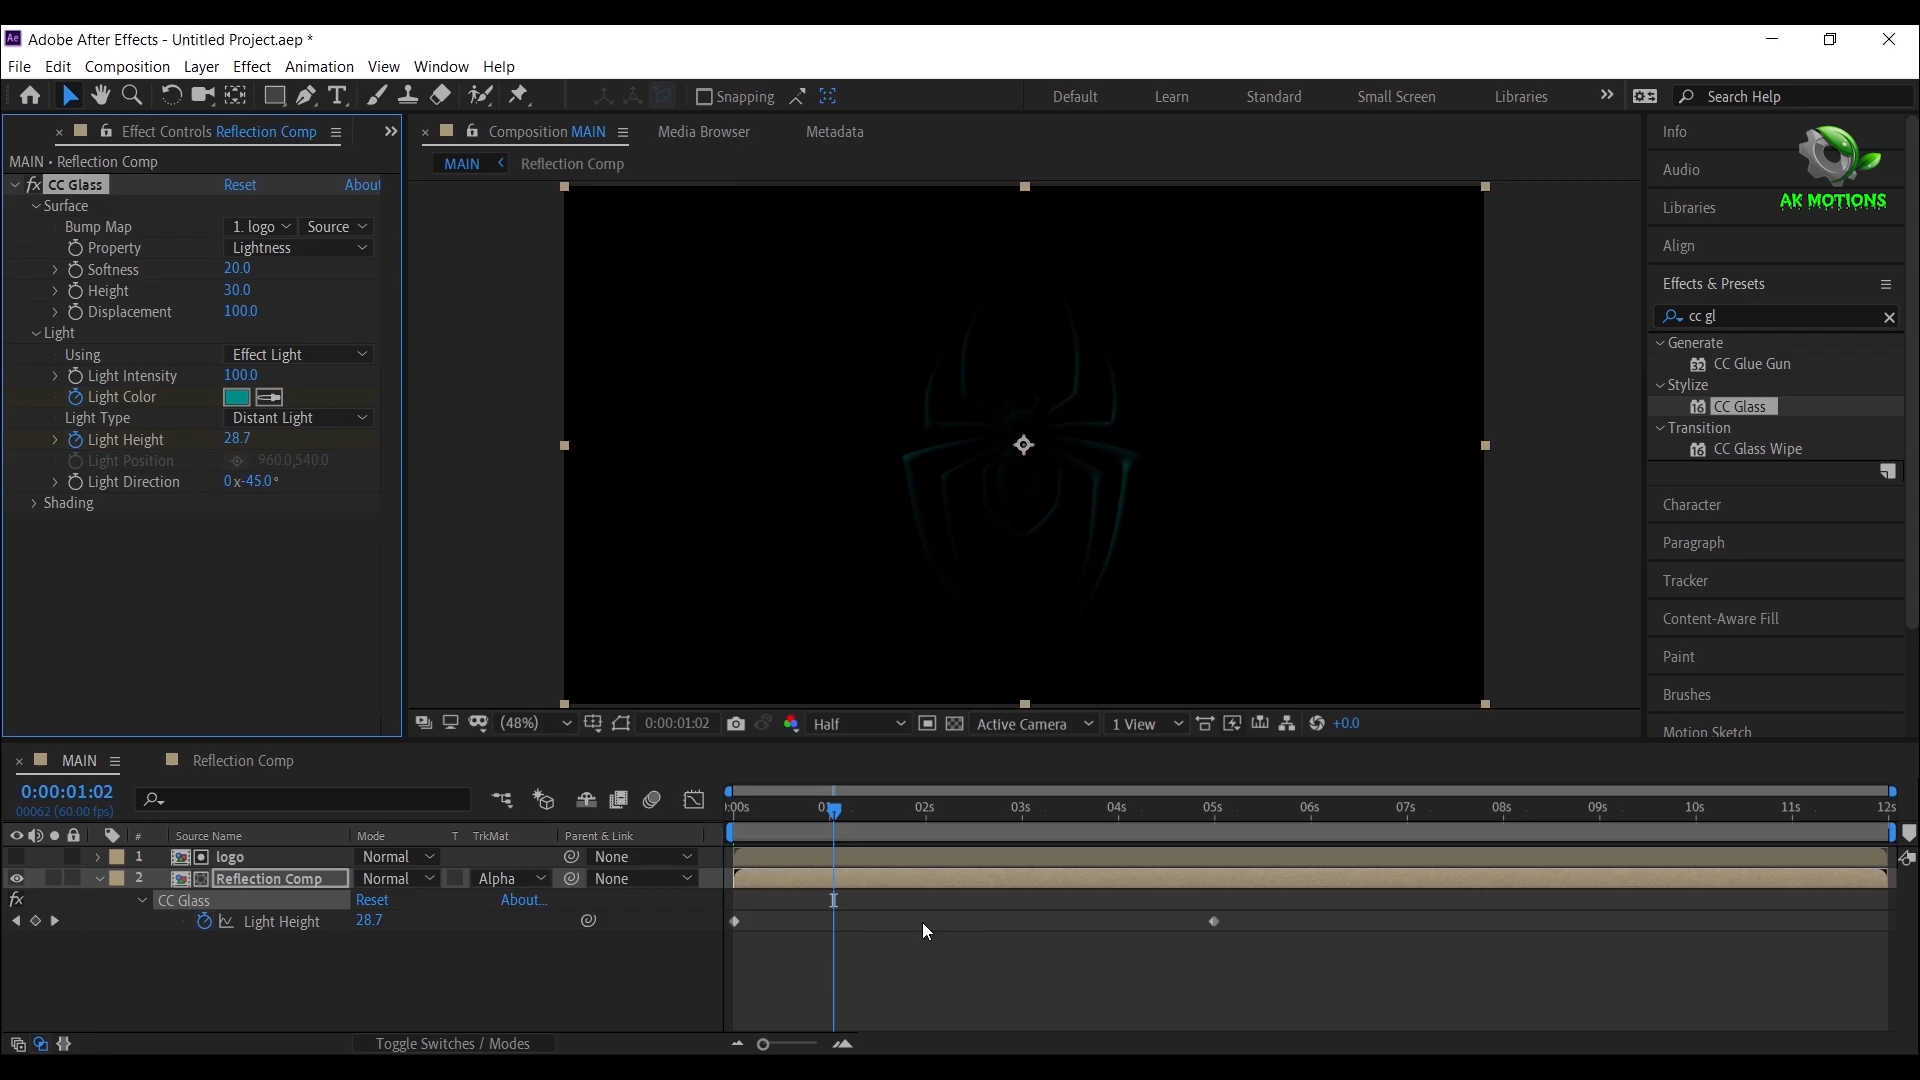 Adobe After Effects - Untitled Project.aep *
File Edit Composition Layer Effect Animation View Window Help
Snapping Default Learn Standard Small Screen Libraries Search Help
Effect Controls Reflection Comp
MAIN • Reflection Comp
fx CC Glass Reset About
Surface
Bump Map 1. logo Source
Property Lightness
Softness 20.0
Height 30.0
Displacement 100.0
Light
Using Effect Light
Light Intensity 100.0
Light Color
Light Type Distant Light
Light Height 28.7
Light Position 960.0,540.0
Light Direction 0x-45.0°
Shading
Composition MAIN Media Browser Metadata
MAIN Reflection Comp
(48%) 0:00:01:02 Half Active Camera 1 View +0.0
Info
Audio
Libraries
Align
AK MOTIONS
Effects & Presets
cc gl
Generate
32 CC Glue Gun
Stylize
16 CC Glass
Transition
16 CC Glass Wipe
Character
Paragraph
Tracker
Content-Aware Fill
Paint
Brushes
Motion Sketch
MAIN Reflection Comp
0:00:01:02
00062 (60.00 fps)
:00s 01 02s 03s 04s 05s 06s 07s 08s 09s 10s 11s 12s
# Source Name Mode T TrkMat Parent & Link
1 logo Normal None
2 Reflection Comp Normal Alpha None
fx CC Glass Reset About...
Light Height 28.7
Toggle Switches / Modes